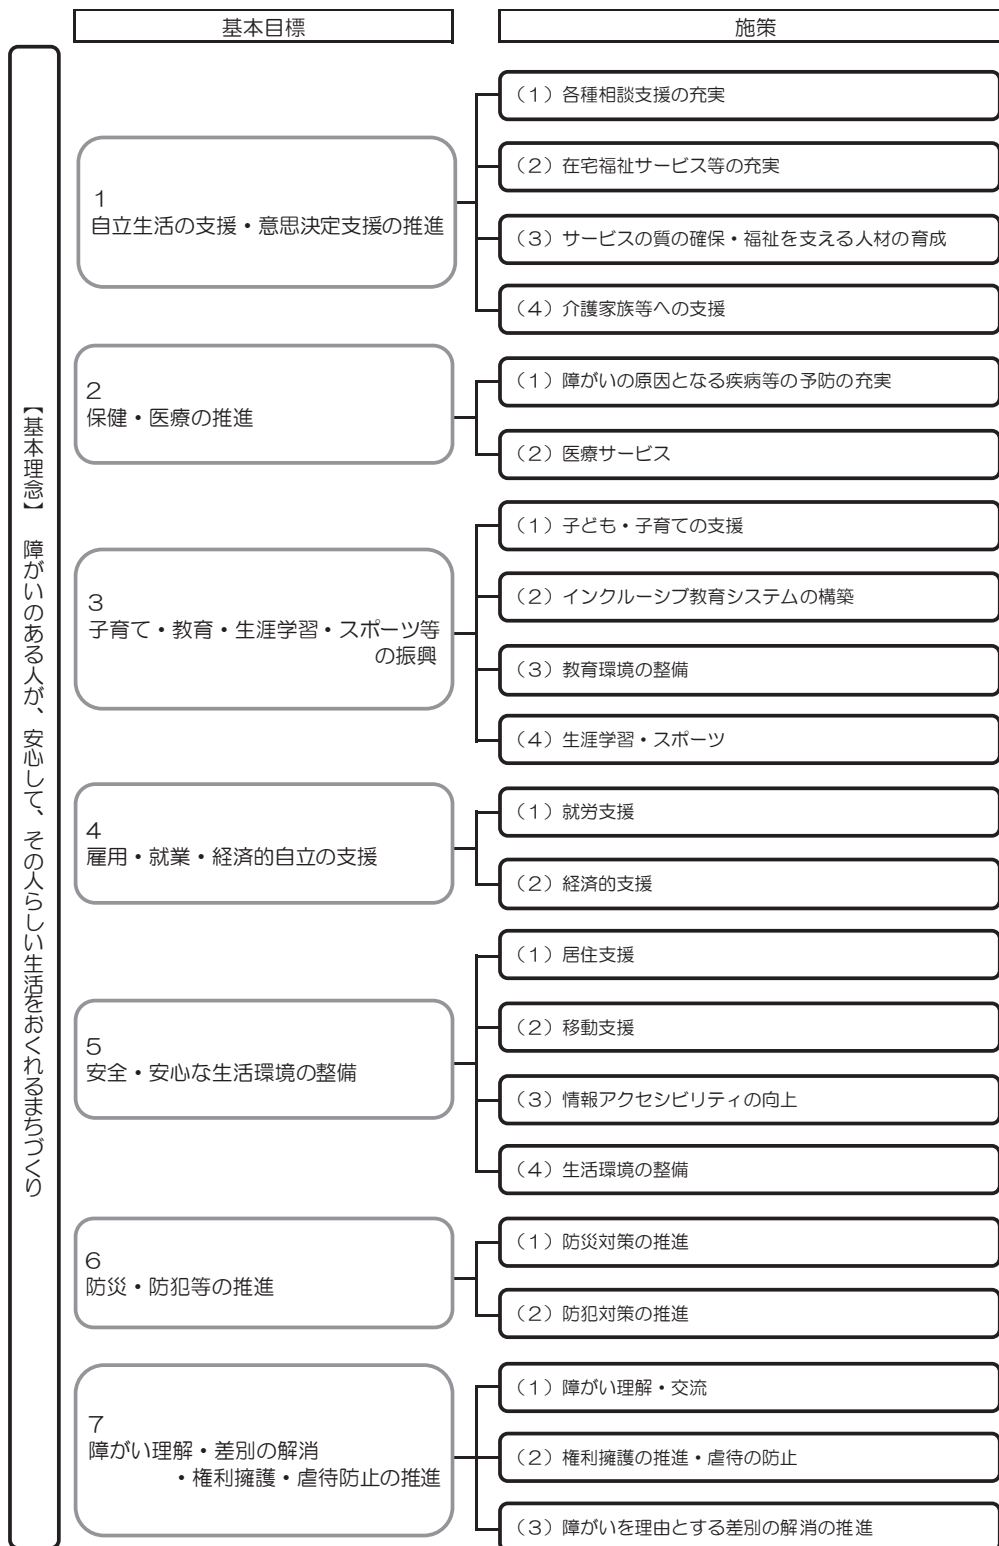 基本目標
施策
【基本理念】 障がいのある人が、安心して、その人らしい生活をおくれるまちづくり
1
自立生活の支援・意思決定支援の推進
(1)各種相談支援の充実
(2)在宅福祉サービス等の充実
(3)サービスの質の確保・福祉を支える人材の育成
(4)介護家族等への支援
2
保健・医療の推進
(1)障がいの原因となる疾病等の予防の充実
(2)医療サービス
3
子育て・教育・生涯学習・スポーツ等
の振興
(1)子ども・子育ての支援
(2)インクルーシブ教育システムの構築
(3)教育環境の整備
(4)生涯学習・スポーツ
4
雇用・就業・経済的自立の支援
(1)就労支援
(2)経済的支援
5
安全・安心な生活環境の整備
(1)居住支援
(2)移動支援
(3)情報アクセシビリティの向上
(4)生活環境の整備
6
防災・防犯等の推進
(1)防災対策の推進
(2)防犯対策の推進
7
障がい理解・差別の解消
・権利擁護・虐待防止の推進
(1)障がい理解・交流
(2)権利擁護の推進・虐待の防止
(3)障がいを理由とする差別の解消の推進